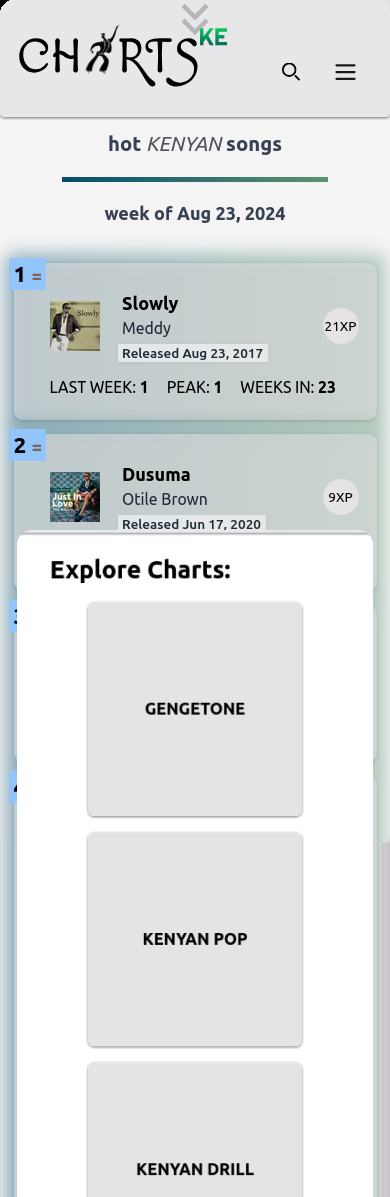 CHARTS KE
hot KENYAN songs
week of Aug 23, 2024
1 =
Slowly
Slowly
Meddy
21XP
Released Aug 23, 2017
LAST WEEK: 1 PEAK: 1 WEEKS IN: 23
2 =
Just In
Love
Dusuma
Otile Brown
9XP
Released Jun 17, 2020
Explore Charts:
GENGETONE
KENYAN POP
KENYAN DRILL